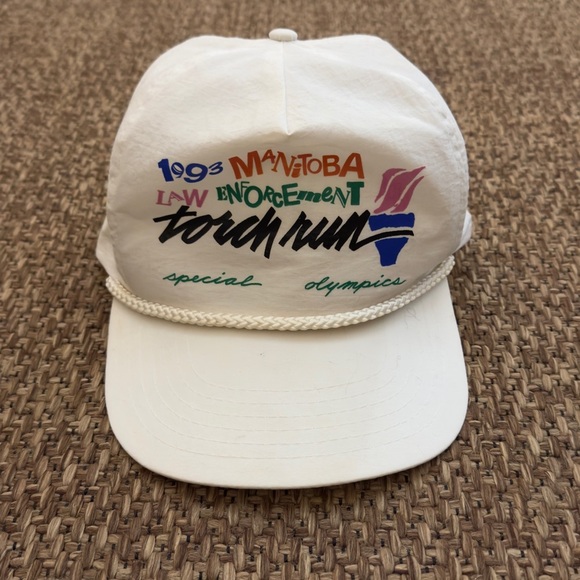 1993 MANiTOBA
LAW ENFORCEmENT
torch run
special olympics